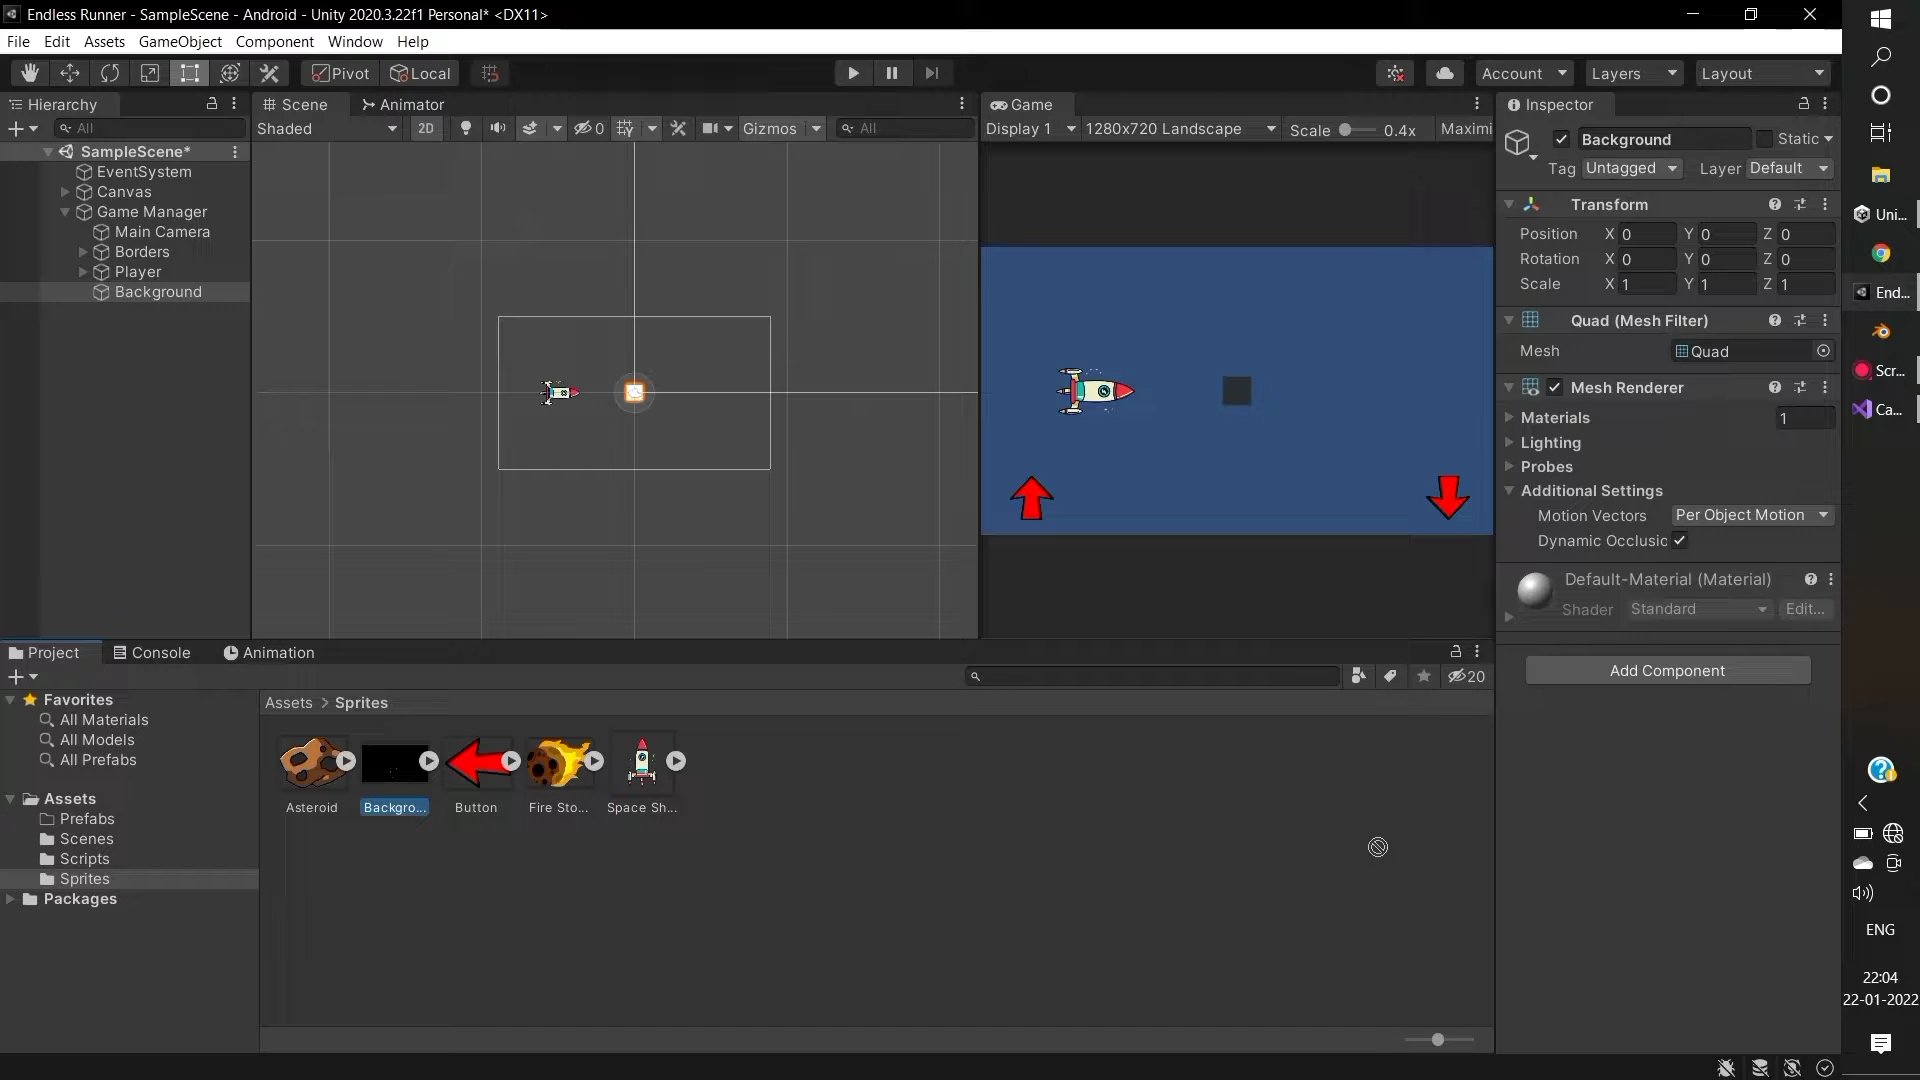 Endless Runner - SampleScene - Android - Unity 2020.3.22f1 Personal* <DX11>
File Edit Assets GameObject Component Window Help
Pivot Local Account Layers Layout
Hierarchy
All
SampleScene*
EventSystem
Canvas
Game Manager
Main Camera
Borders
Player
Background
Scene Animator
Shaded 2D 0 Gizmos All
Game
Display 1 1280x720 Landscape Scale 0.4x Maximi
Inspector
Background Static
Tag Untagged Layer Default
Transform
Position X 0 Y 0 Z 0
Rotation X 0 Y 0 Z 0
Scale X 1 Y 1 Z 1
Quad (Mesh Filter)
Mesh Quad
Mesh Renderer
Materials 1
Lighting
Probes
Additional Settings
Motion Vectors Per Object Motion
Dynamic Occlusic
Default-Material (Material)
Shader Standard Edit...
Add Component
Project Console Animation
20
Favorites
All Materials
All Models
All Prefabs
Assets
Prefabs
Scenes
Scripts
Sprites
Packages
Assets > Sprites
Asteroid Backgro... Button Fire Sto... Space Sh...
Uni...
End...
Scr...
Ca...
ENG
22:04
22-01-2022